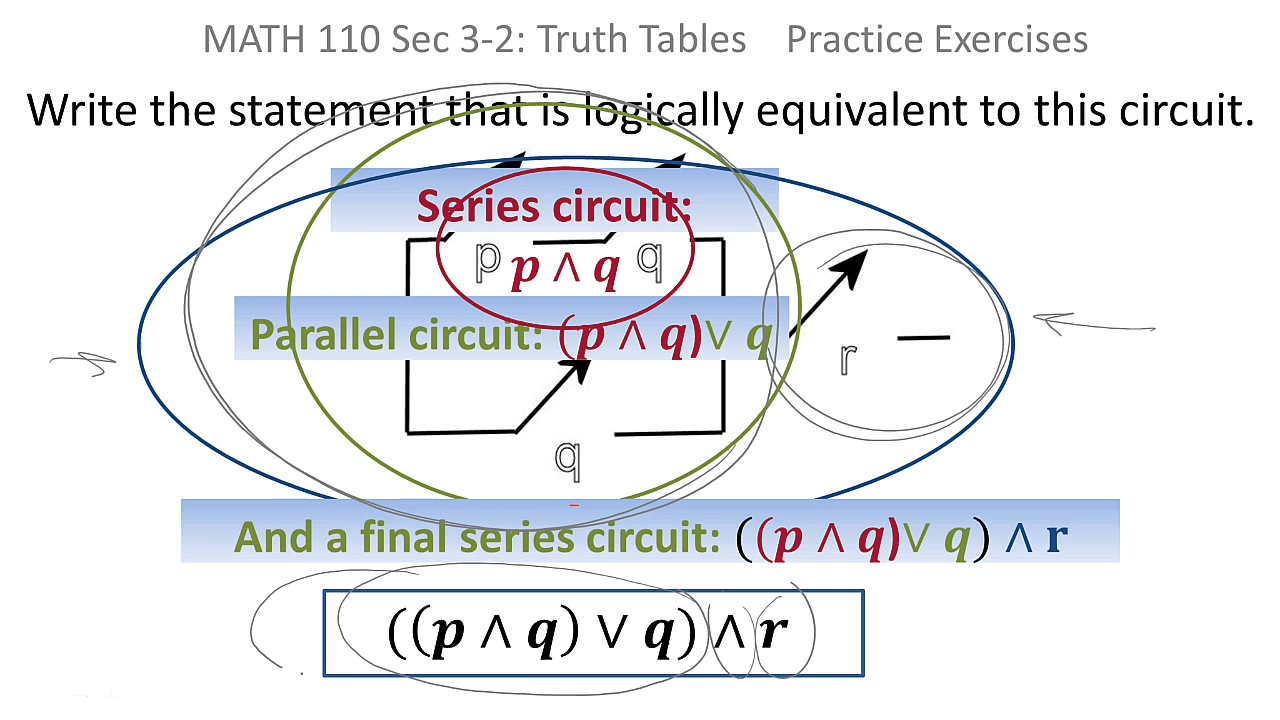 MATH 110 Sec 3-2: Truth Tables Practice Exercises
Write the statement that is logically equivalent to this circuit.
Series circuit:
p q
p ∧ q
Parallel circuit: (p ∧ q)∨ q
r
q
And a final series circuit: ((p ∧ q)∨ q) ∧ r
((p ∧ q) ∨ q) ∧ r